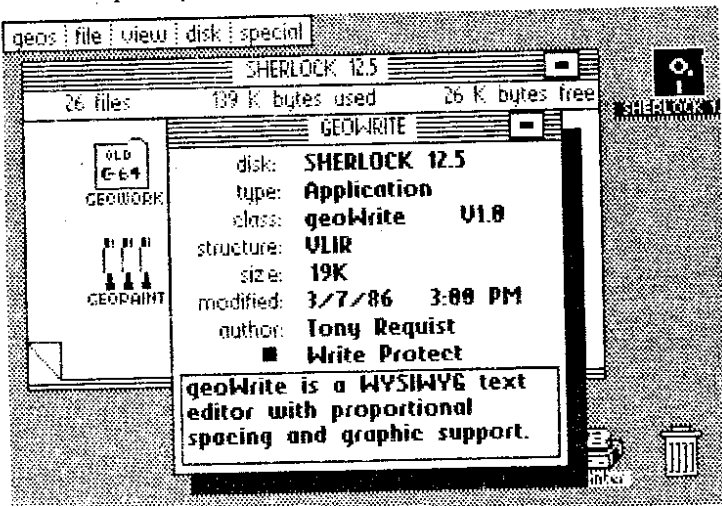 geos file view disk special
SHERLOCK 12.5
26 files 139 K bytes used 26 K bytes free
SHERLOCK 1
GEOWRITE
OLD
C-64
GEOWORK
GEOPAINT
disk: SHERLOCK 12.5
type: Application
class: geoWrite V1.0
structure: VLIR
size: 19K
modified: 3/7/86 3:00 PM
author: Tony Requist
Write Protect
geoWrite is a WYSIWYG text
editor with proportional
spacing and graphic support.